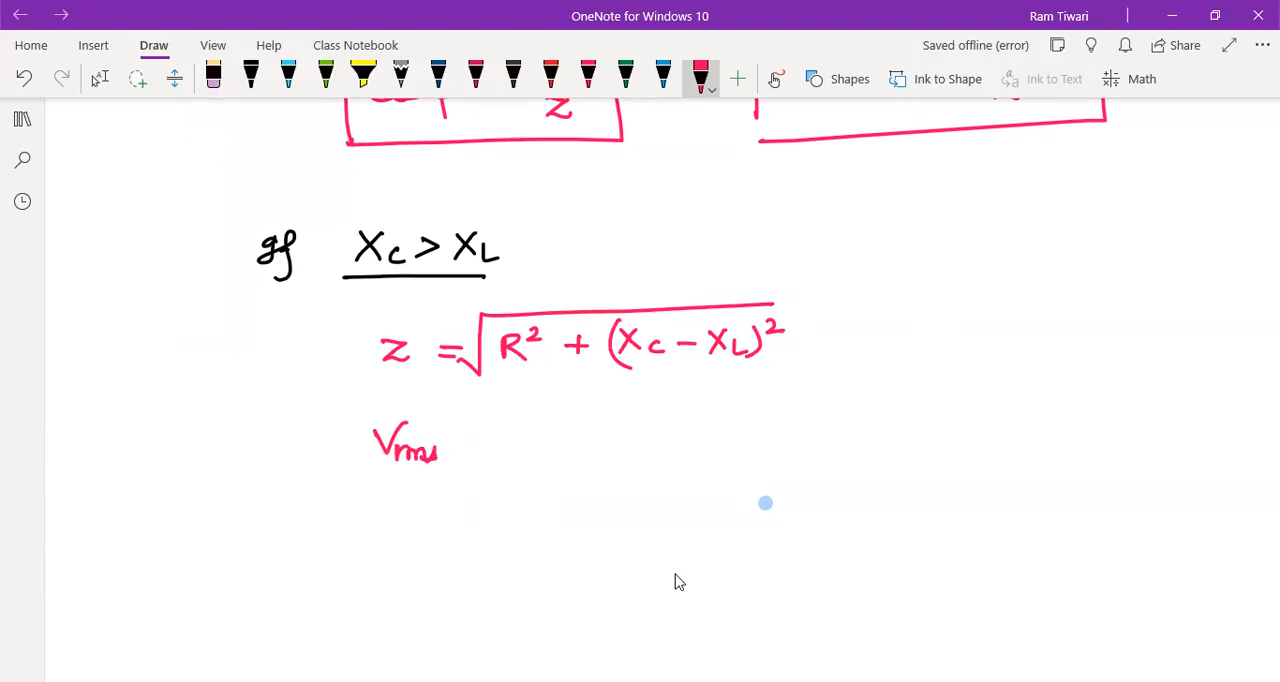 OneNote for Windows 10
Ram Tiwari
Home Insert Draw View Help Class Notebook
Saved offline (error) Share
Shapes Ink to Shape Ink to Text Math
z
If Xc > XL
z = √R² + (Xc − XL)²
Vrms